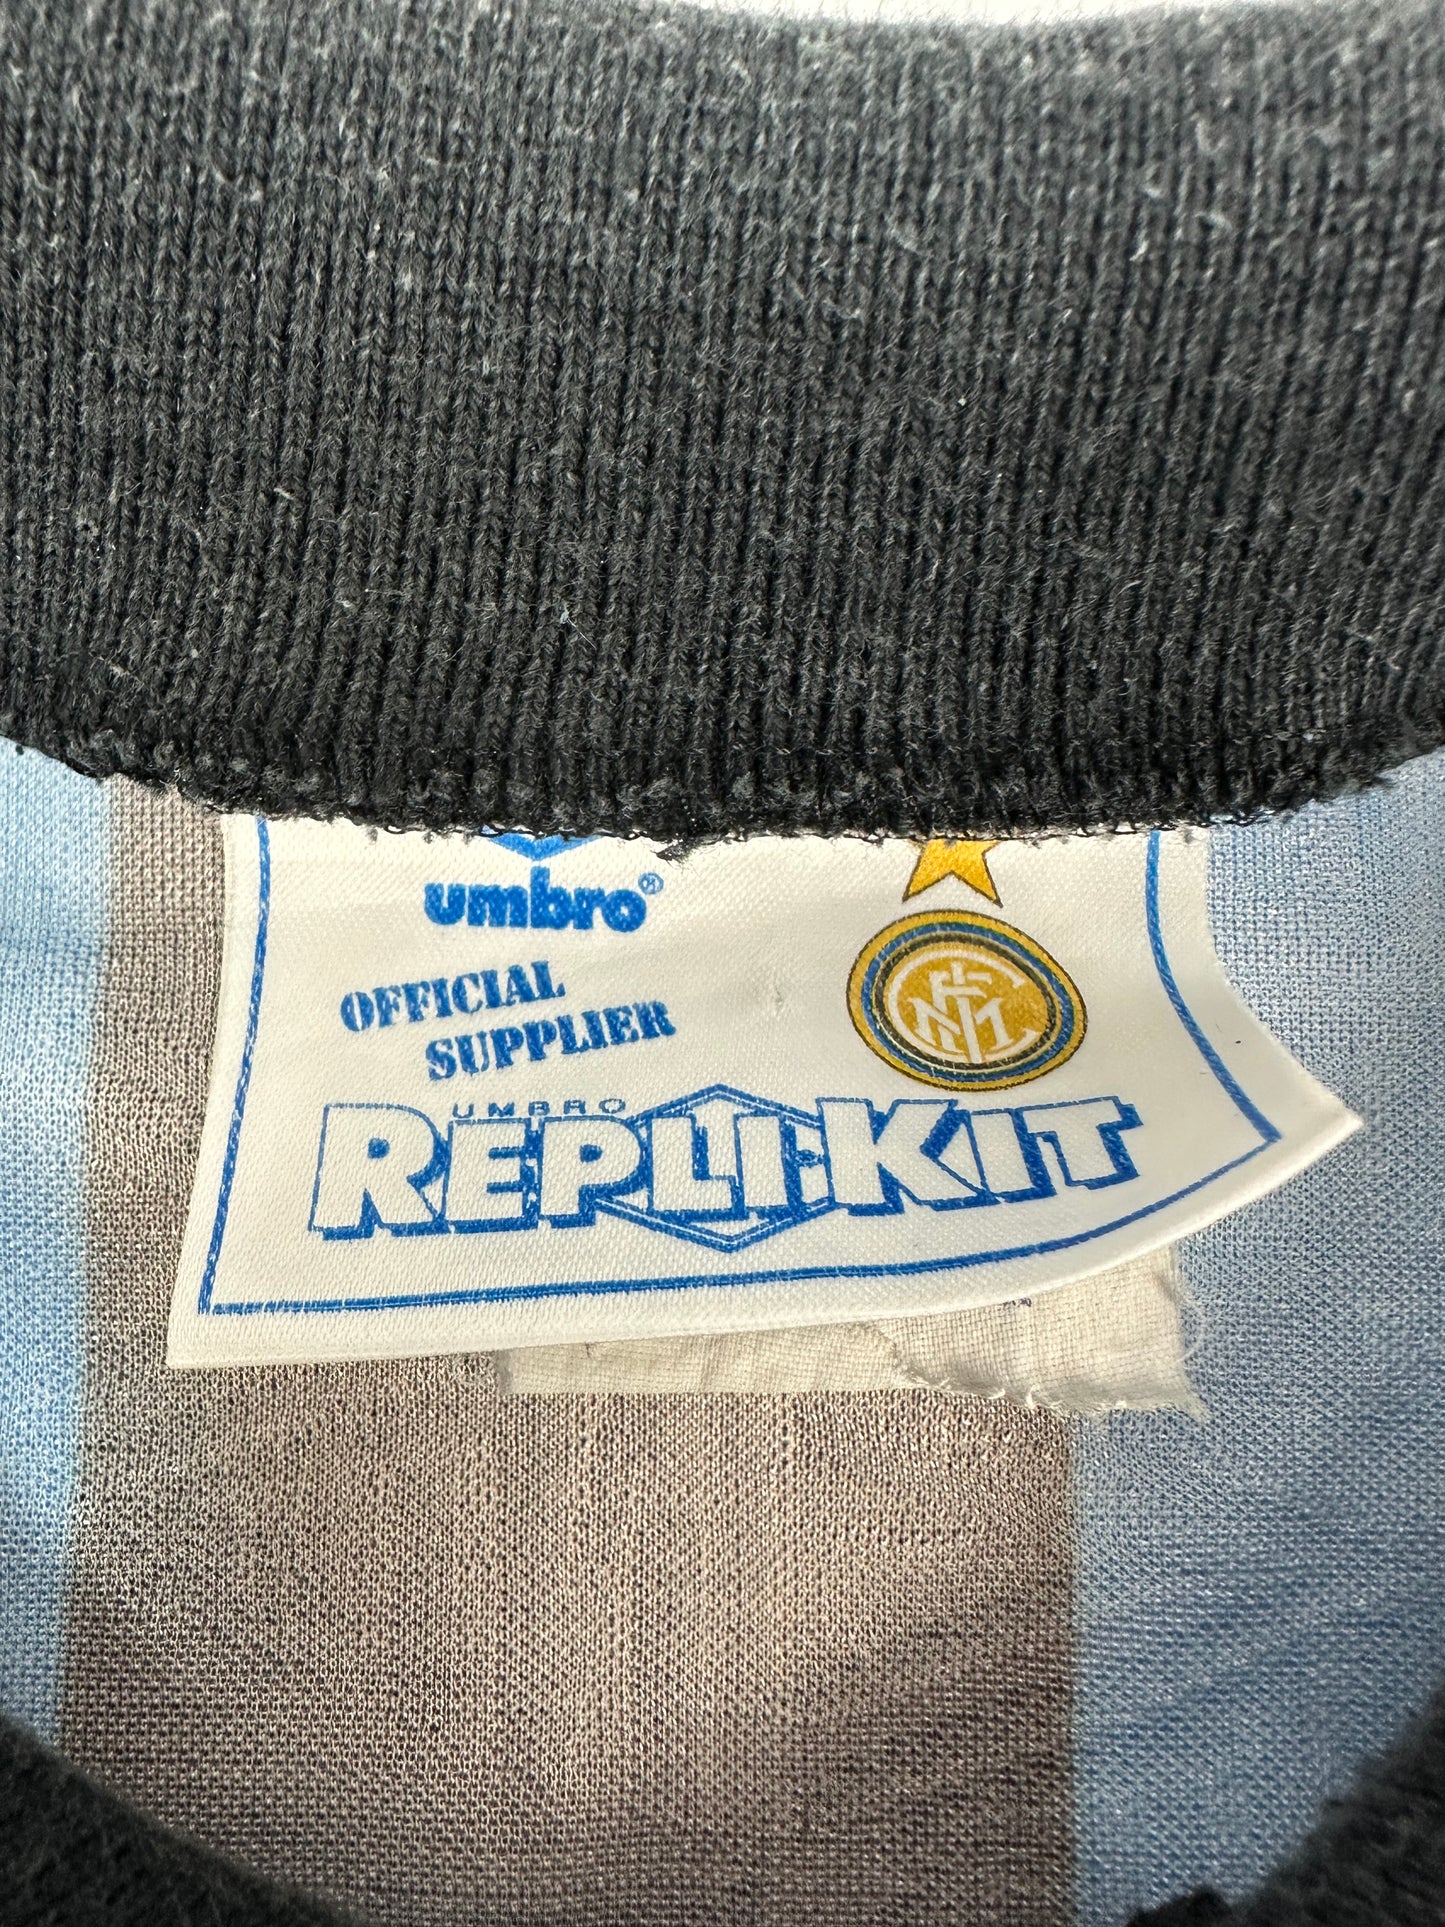 umbro®
OFFICIAL
SUPPLIER
UMBRO
REPLI-KIT